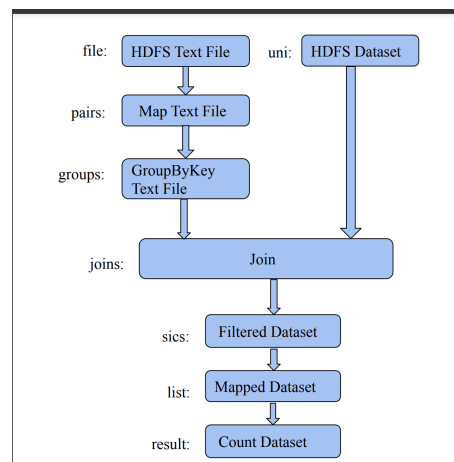 file: HDFS Text File uni: HDFS Dataset
pairs: Map Text File
groups: GroupByKey
Text File
joins: Join
sics: Filtered Dataset
list: Mapped Dataset
result: Count Dataset